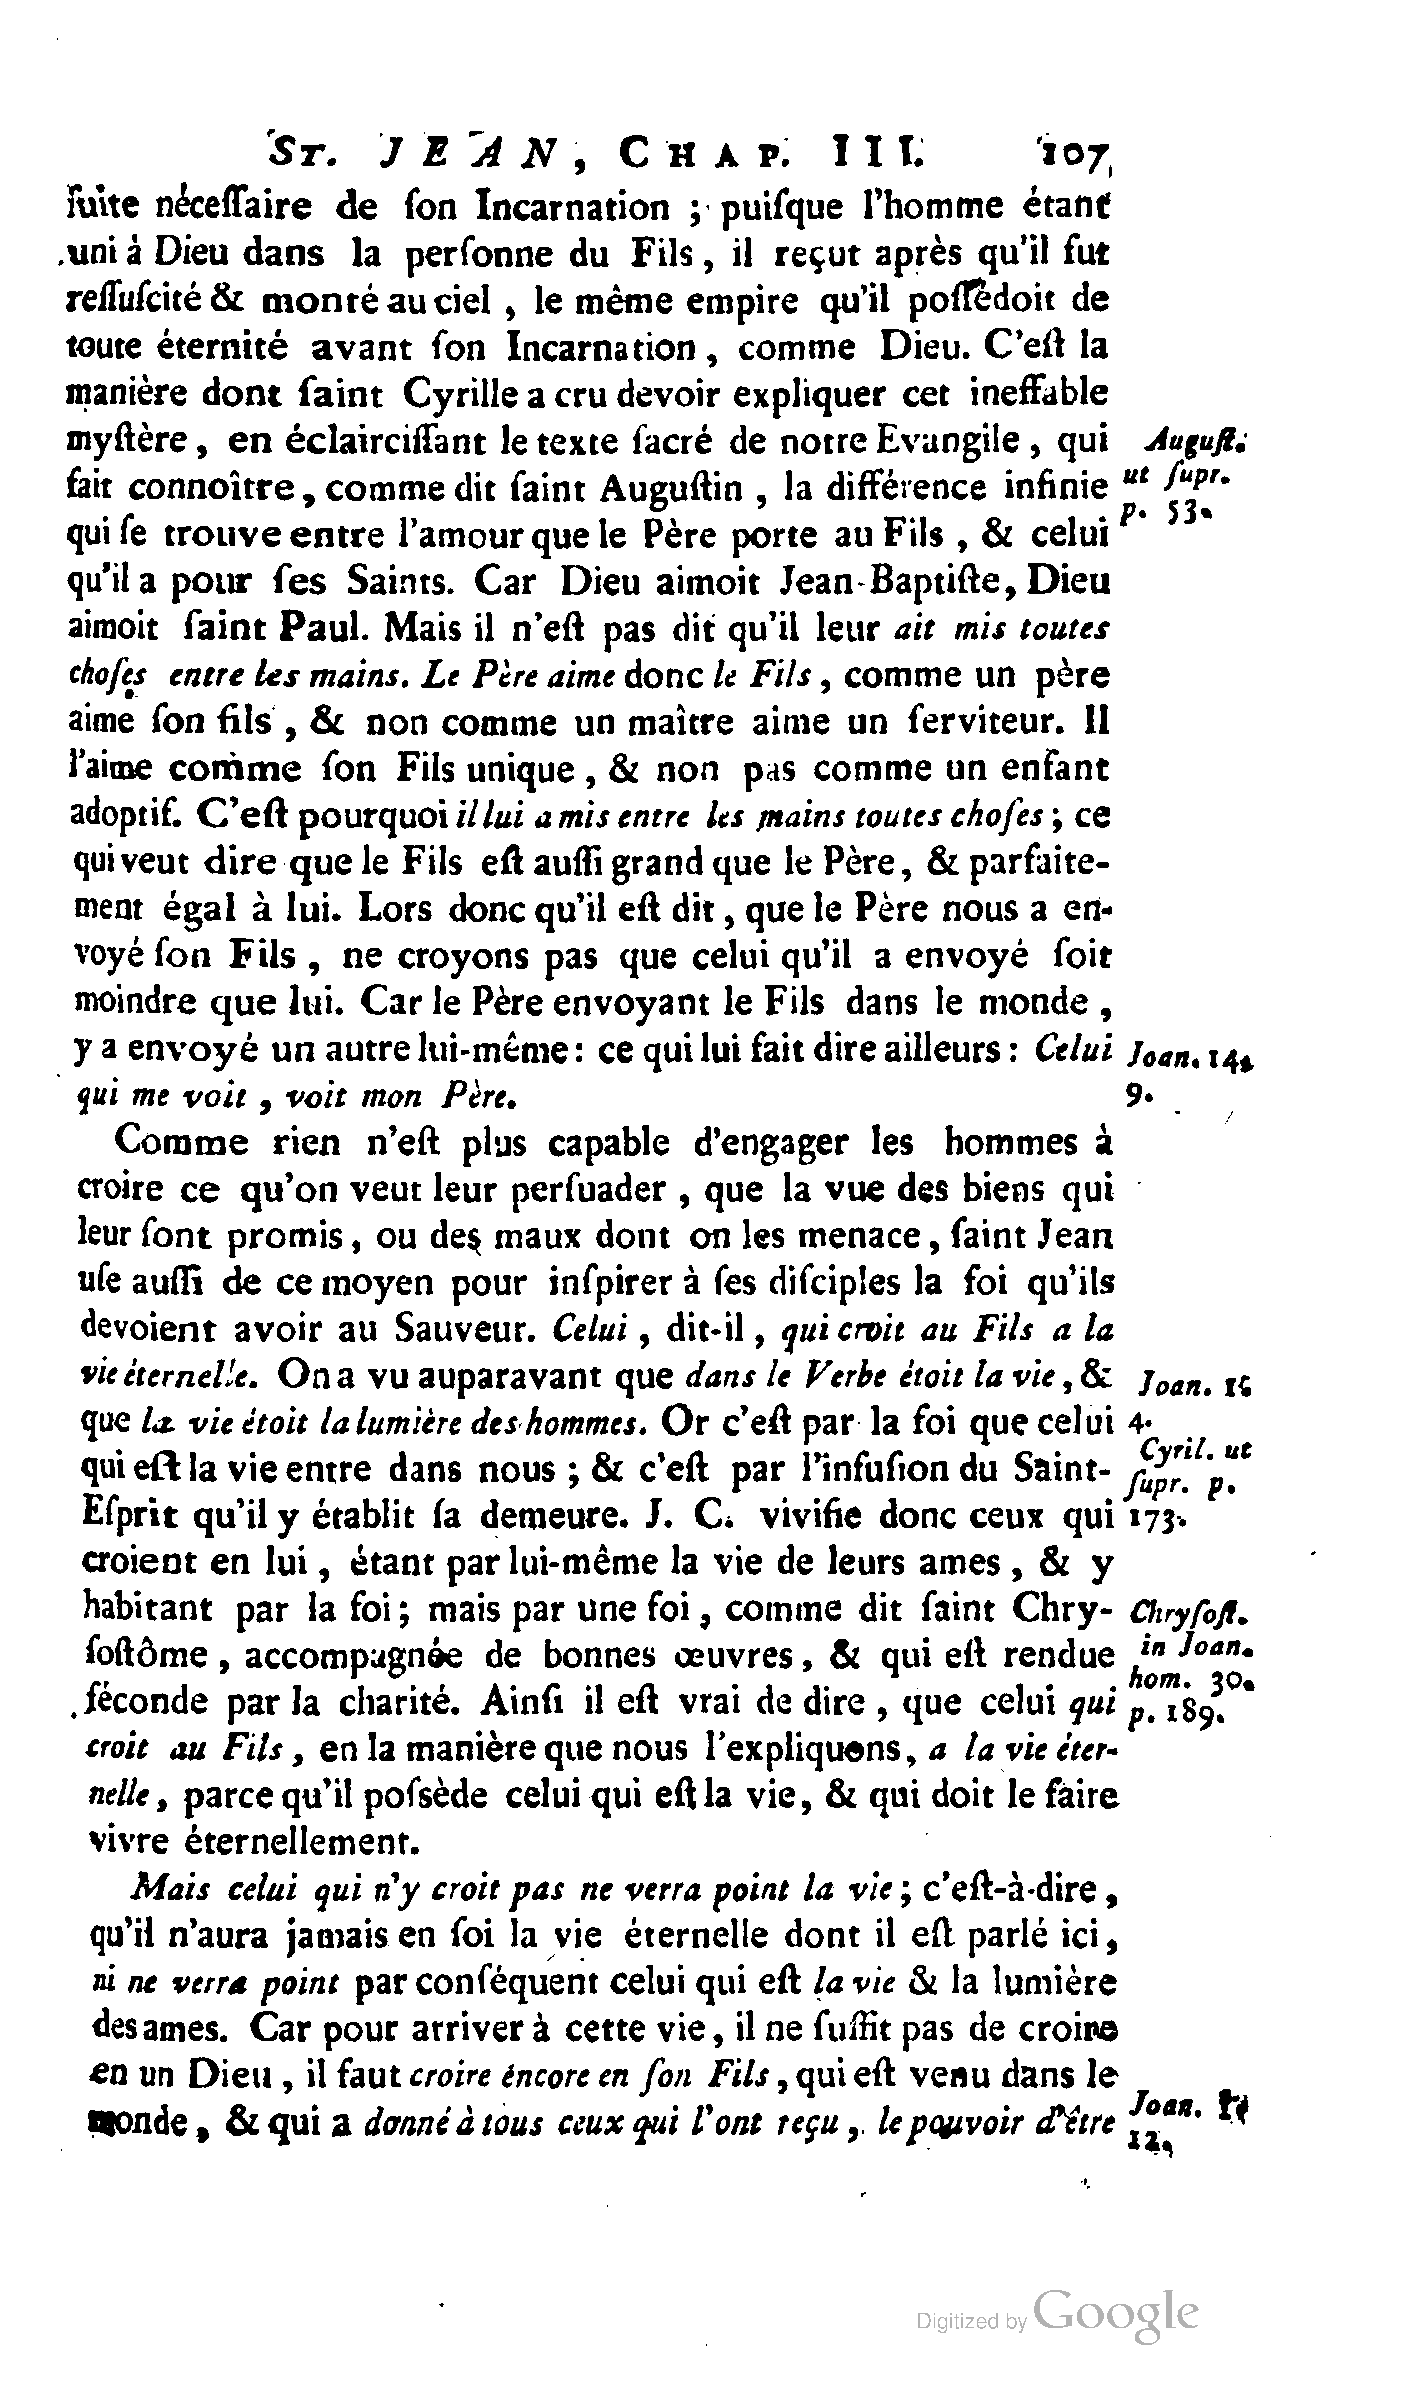 ST. JEAN, CHAP. III. 107
ſuite néceſſaire de ſon Incarnation ; puiſque l'homme étant
uni à Dieu dans la perſonne du Fils, il reçut après qu'il fut
reſſuſcité & monté au ciel, le même empire qu'il poſſédoit de
toute éternité avant ſon Incarnation, comme Dieu. C'eſt la
manière dont ſaint Cyrille a cru devoir expliquer cet ineffable
myſtère, en éclairciſſant le texte ſacré de notre Evangile, qui
fait connoître, comme dit ſaint Auguſtin, la différence infinie
qui ſe trouve entre l'amour que le Père porte au Fils, & celui
Auguſt.
ut ſupr.
p. 53.
qu'il a pour ſes Saints. Car Dieu aimoit Jean-Baptiſte, Dieu
aimoit ſaint Paul. Mais il n'eſt pas dit qu'il leur ait mis toutes
choſes entre les mains. Le Père aime donc le Fils, comme un père
aime ſon fils, & non comme un maître aime un ſerviteur. Il
l'aime comme ſon Fils unique, & non pas comme un enfant
adoptif. C'eſt pourquoi il lui a mis entre les mains toutes choſes ; ce
qui veut dire que le Fils eſt auſſi grand que le Père, & parfaite-
ment égal à lui. Lors donc qu'il eſt dit, que le Père nous a en-
voyé ſon Fils, ne croyons pas que celui qu'il a envoyé ſoit
moindre que lui. Car le Père envoyant le Fils dans le monde,
y a envoyé un autre lui-même : ce qui lui fait dire ailleurs : Celui
qui me voit, voit mon Père.
Joan. 14.
9.
Comme rien n'eſt plus capable d'engager les hommes à
croire ce qu'on veut leur perſuader, que la vue des biens qui
leur ſont promis, ou des maux dont on les menace, ſaint Jean
uſe auſſi de ce moyen pour inſpirer à ſes diſciples la foi qu'ils
devoient avoir au Sauveur. Celui, dit-il, qui croit au Fils a la
vie éternelle. On a vu auparavant que dans le Verbe étoit la vie, &
que la vie étoit la lumière des hommes. Or c'eſt par la foi que celui
qui eſt la vie entre dans nous ; & c'eſt par l'infuſion du Saint-
Eſprit qu'il y établit ſa demeure. J. C. vivifie donc ceux qui
Joan. 1.
4.
Cyril. ut
ſupr. p.
173.
croient en lui, étant par lui-même la vie de leurs ames, & y
habitant par la foi ; mais par une foi, comme dit ſaint Chry-
ſoſtôme, accompagnée de bonnes œuvres, & qui eſt rendue
féconde par la charité. Ainſi il eſt vrai de dire, que celui qui
Chryſoſt.
in Joan.
hom. 30.
p. 189.
croit au Fils, en la manière que nous l'expliquons, a la vie éter-
nelle, parce qu'il poſsède celui qui eſt la vie, & qui doit le faire
vivre éternellement.
Mais celui qui n'y croit pas ne verra point la vie ; c'eſt-à-dire,
qu'il n'aura jamais en ſoi la vie éternelle dont il eſt parlé ici,
ni ne verra point par conſéquent celui qui eſt la vie & la lumière
des ames. Car pour arriver à cette vie, il ne ſuffit pas de croire
en un Dieu, il faut croire encore en ſon Fils, qui eſt venu dans le
monde, & qui a donné à tous ceux qui l'ont reçu, le pouvoir d'être
Joan. 1.
12.
Digitized by Google